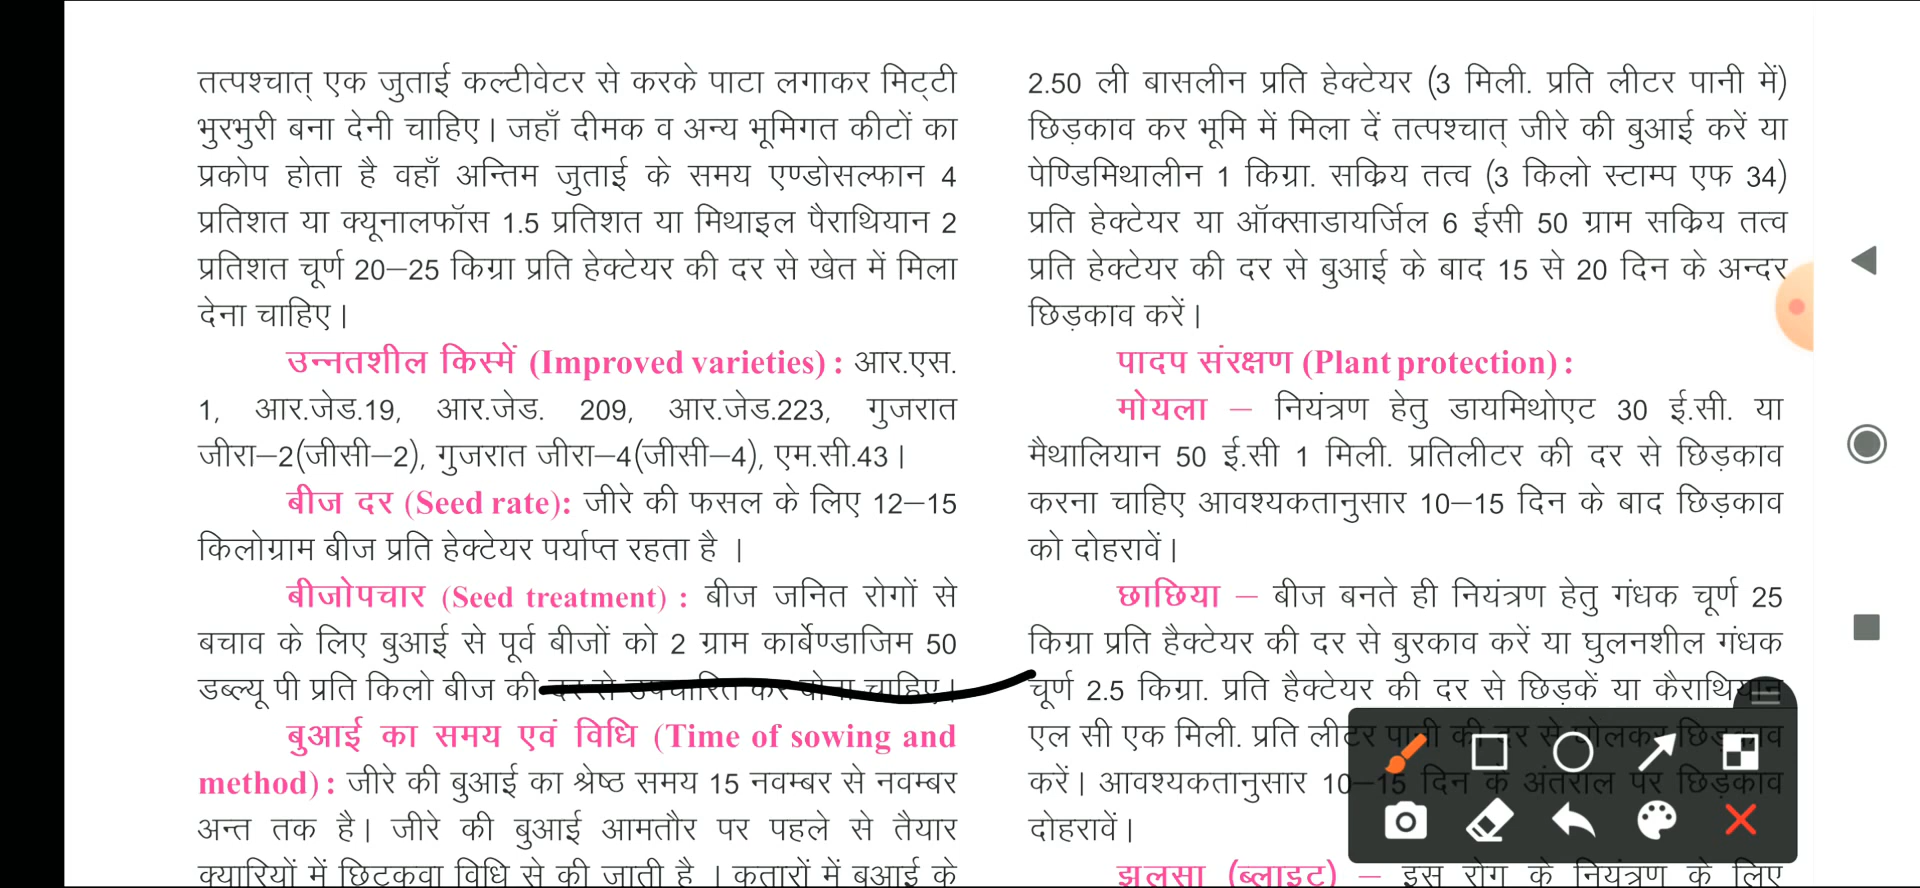 तत्पश्चात् एक जुताई कल्टीवेटर से करके पाटा लगाकर मिट्टी
भुरभुरी बना देनी चाहिए। जहाँ दीमक व अन्य भूमिगत कीटों का
प्रकोप होता है वहाँ अन्तिम जुताई के समय एण्डोसल्फान 4
प्रतिशत या क्यूनालफॉस 1.5 प्रतिशत या मिथाइल पैराथियान 2
प्रतिशत चूर्ण 20–25 किग्रा प्रति हेक्टेयर की दर से खेत में मिला
देना चाहिए।
उन्नतशील किस्में (Improved varieties) : आर.एस.
1, आर.जेड.19, आर.जेड. 209, आर.जेड.223, गुजरात
जीरा–2(जीसी–2), गुजरात जीरा–4(जीसी–4), एम.सी.43।
बीज दर (Seed rate): जीरे की फसल के लिए 12–15
किलोग्राम बीज प्रति हेक्टेयर पर्याप्त रहता है ।
बीजोपचार (Seed treatment) : बीज जनित रोगों से
बचाव के लिए बुआई से पूर्व बीजों को 2 ग्राम कार्बेण्डाजिम 50
डब्ल्यू पी प्रति किलो बीज की दर से उपचारित कर बोना चाहिए।
बुआई का समय एवं विधि (Time of sowing and
method) : जीरे की बुआई का श्रेष्ठ समय 15 नवम्बर से नवम्बर
अन्त तक है। जीरे की बुआई आमतौर पर पहले से तैयार
क्यारियों में छिटकवा विधि से की जाती है । कतारों में बुआई के
2.50 ली बासलीन प्रति हेक्टेयर (3 मिली. प्रति लीटर पानी में)
छिड़काव कर भूमि में मिला दें तत्पश्चात् जीरे की बुआई करें या
पेण्डिमिथालीन 1 किग्रा. सक्रिय तत्व (3 किलो स्टाम्प एफ 34)
प्रति हेक्टेयर या ऑक्साडायर्जिल 6 ईसी 50 ग्राम सक्रिय तत्व
प्रति हेक्टेयर की दर से बुआई के बाद 15 से 20 दिन के अन्दर
छिड़काव करें।
पादप संरक्षण (Plant protection) :
मोयला – नियंत्रण हेतु डायमिथोएट 30 ई.सी. या
मैथालियान 50 ई.सी 1 मिली. प्रतिलीटर की दर से छिड़काव
करना चाहिए आवश्यकतानुसार 10–15 दिन के बाद छिड़काव
को दोहरावें।
छाछिया – बीज बनते ही नियंत्रण हेतु गंधक चूर्ण 25
किग्रा प्रति हैक्टेयर की दर से बुरकाव करें या घुलनशील गंधक
चूर्ण 2.5 किग्रा. प्रति हैक्टेयर की दर से छिड़कें या कैराथियान
एल सी एक मिली. प्रति लीटर पानी की दर से घोलकर छिड़काव
करें। आवश्यकतानुसार 10–15 दिन के अंतराल पर छिड़काव
दोहरावें।
झुलसा (ब्लाइट) – इस रोग के नियंत्रण के लिए